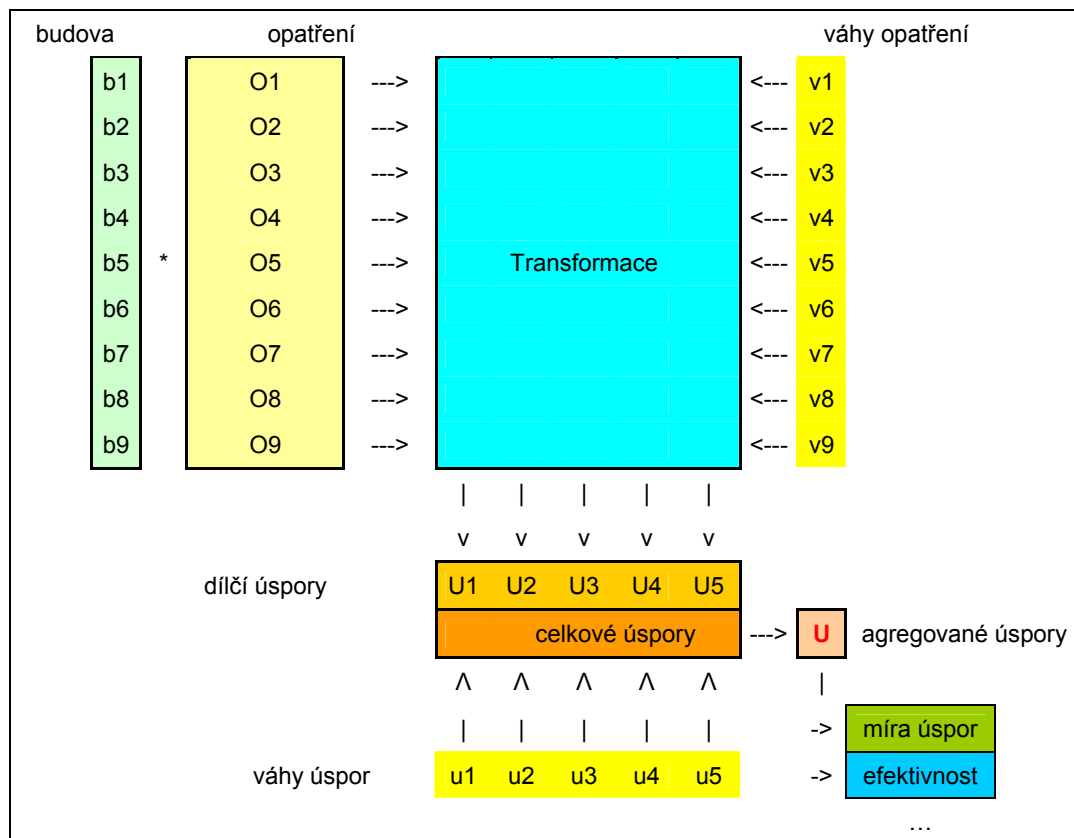 budova opatření váhy opatření
b1 O1 ---> <--- v1
b2 O2 ---> <--- v2
b3 O3 ---> <--- v3
b4 O4 ---> <--- v4
b5 * O5 ---> Transformace <--- v5
b6 O6 ---> <--- v6
b7 O7 ---> <--- v7
b8 O8 ---> <--- v8
b9 O9 ---> <--- v9
| | | | |
v v v v v
dílčí úspory U1 U2 U3 U4 U5
celkové úspory ---> U agregované úspory
Λ Λ Λ Λ Λ |
| | | | | -> míra úspor
váhy úspor u1 u2 u3 u4 u5 -> efektivnost
…